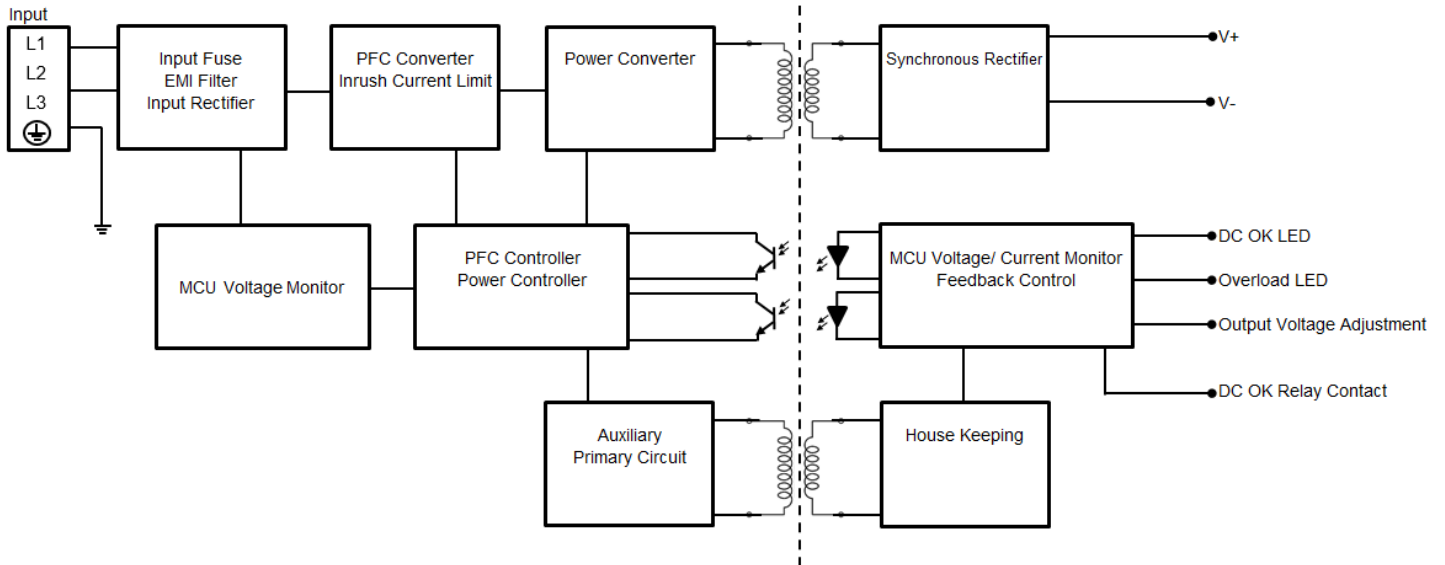 Input
L1
L2
L3
Input Fuse
EMI Filter
Input Rectifier
PFC Converter
Inrush Current Limit
Power Converter
Synchronous Rectifier
V+
V-
MCU Voltage Monitor
PFC Controller
Power Controller
MCU Voltage/ Current Monitor
Feedback Control
DC OK LED
Overload LED
Output Voltage Adjustment
DC OK Relay Contact
Auxiliary
Primary Circuit
House Keeping